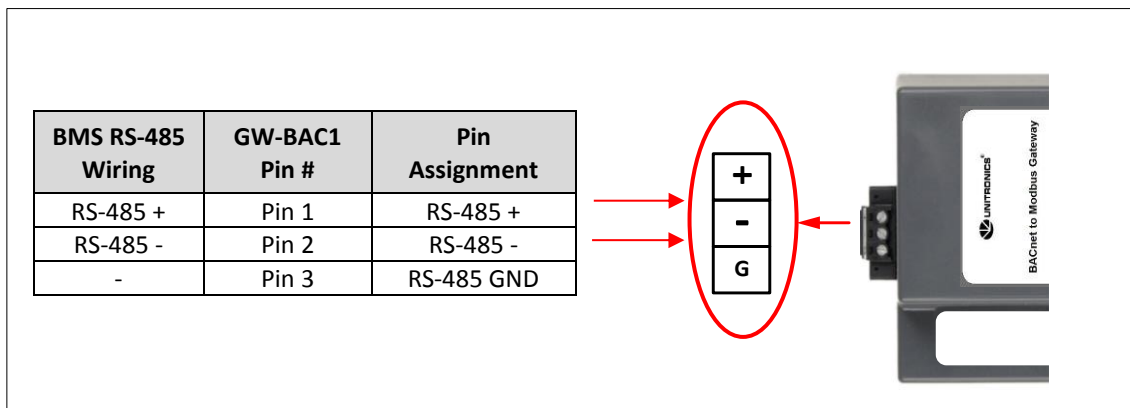 BMS RS-485 Wiring GW-BAC1 Pin # Pin Assignment
RS-485 + Pin 1 RS-485 +
RS-485 - Pin 2 RS-485 -
- Pin 3 RS-485 GND
+
-
G
UNITRONICS®
BACnet to Modbus Gateway